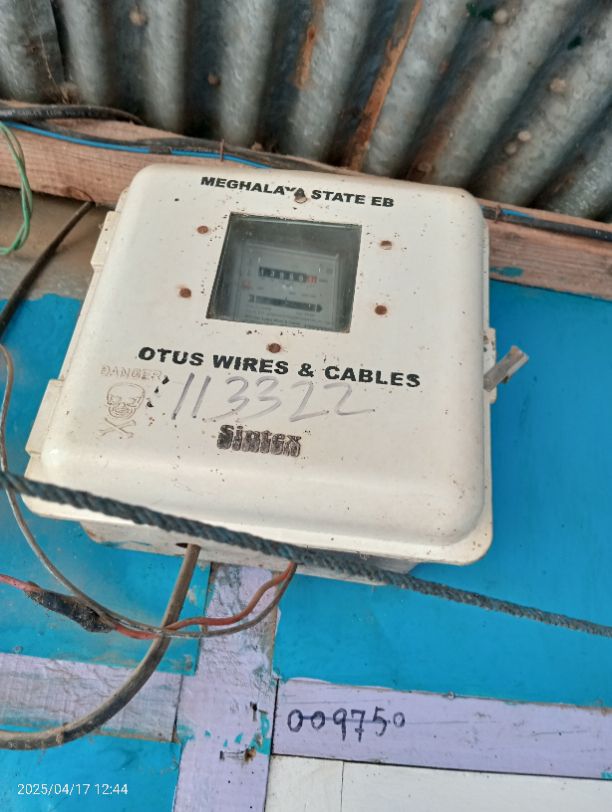 MEGHALAYA STATE EB
OTUS WIRES & CABLES
DANGER
113322
Sintex
009750
2025/04/17 12:44